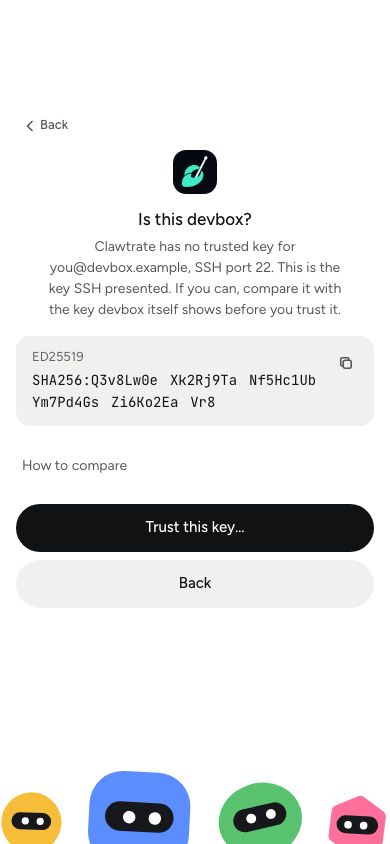 Back
Is this devbox?
Clawtrate has no trusted key for
you@devbox.example, SSH port 22. This is the
key SSH presented. If you can, compare it with
the key devbox itself shows before you trust it.
ED25519
SHA256:Q3v8Lw0e Xk2Rj9Ta Nf5Hc1Ub
Ym7Pd4Gs Zi6Ko2Ea Vr8
How to compare
Trust this key...
Back